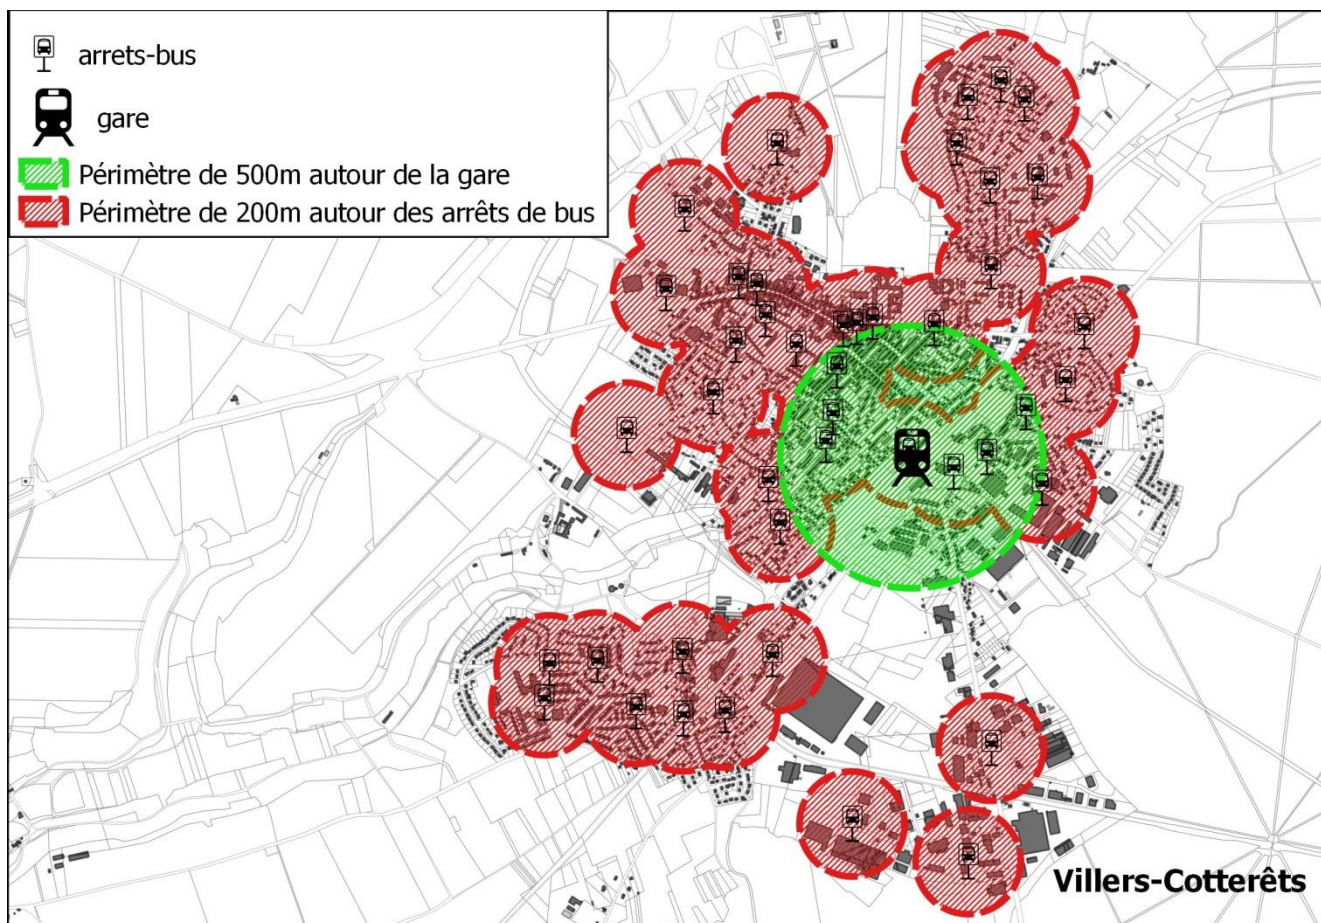 arrets-bus
gare
Périmètre de 500m autour de la gare
Périmètre de 200m autour des arrêts de bus
Villers-Cotterêts